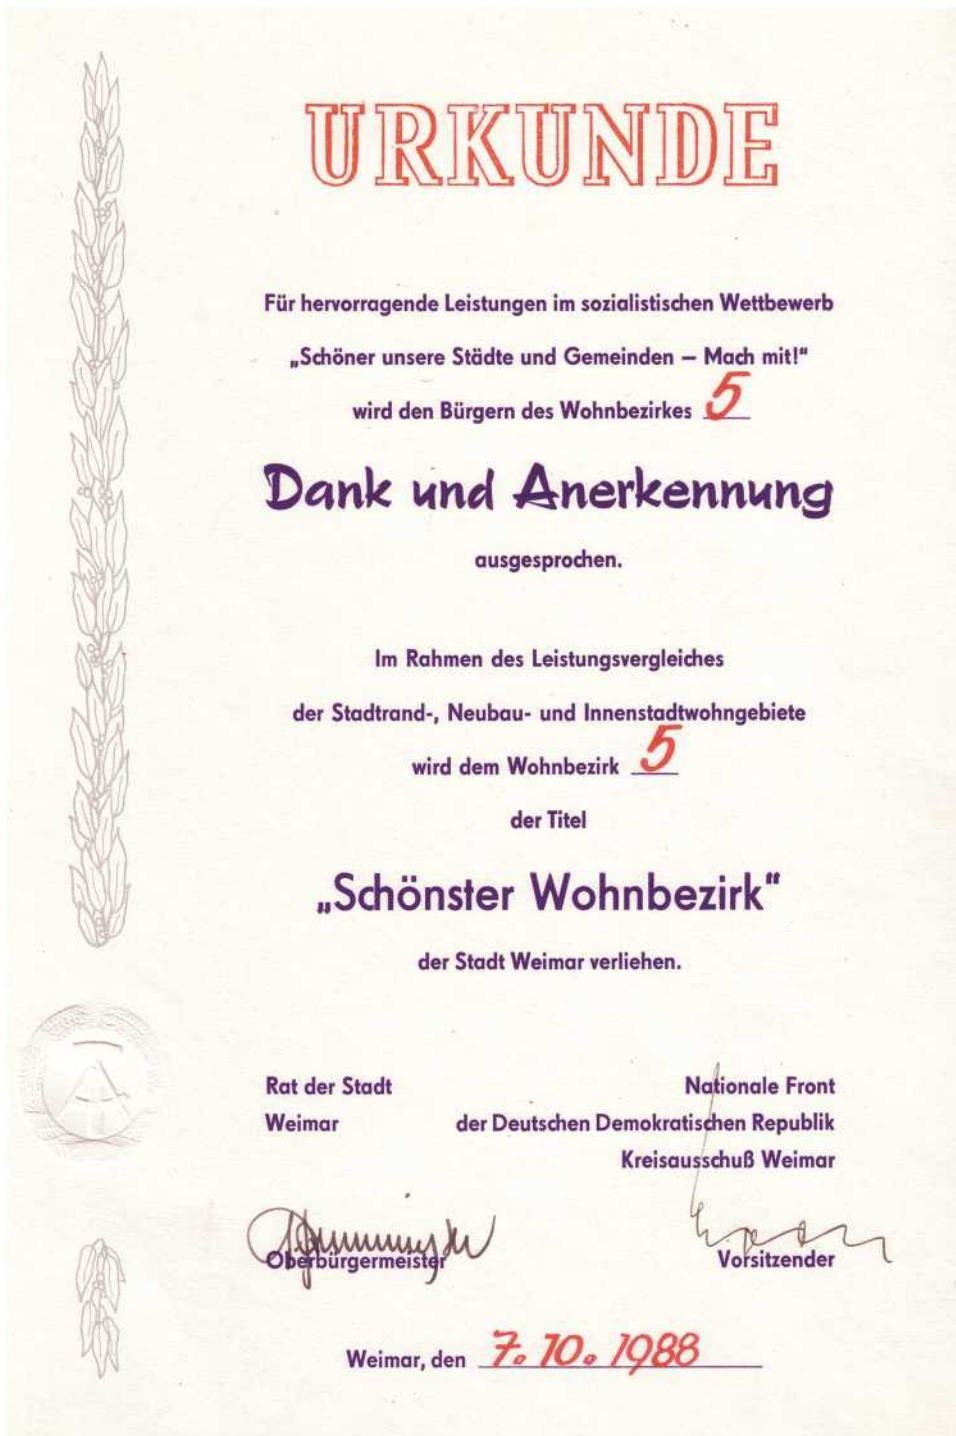 URKUNDE
Für hervorragende Leistungen im sozialistischen Wettbewerb
„Schöner unsere Städte und Gemeinden – Mach mit!“
wird den Bürgern des Wohnbezirkes 5
Dank und Anerkennung
ausgesprochen.
Im Rahmen des Leistungsvergleiches
der Stadtrand-, Neubau- und Innenstadtwohngebiete
wird dem Wohnbezirk 5
der Titel
„Schönster Wohnbezirk“
der Stadt Weimar verliehen.
Rat der Stadt
Weimar
Nationale Front
der Deutschen Demokratischen Republik
Kreisausschuß Weimar
Oberbürgermeister
Vorsitzender
Weimar, den 7. 10. 1988